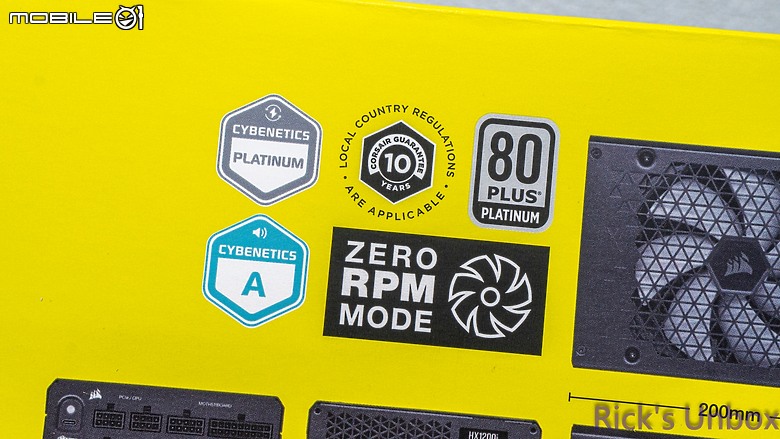 MOBILE01
CYBENETICS
PLATINUM
LOCAL COUNTRY REGULATIONS
• ARE APPLICABLE •
CORSAIR GUARANTEE
10
YEARS
80
PLUS®
PLATINUM
CYBENETICS
A
ZERO
RPM
MODE
PCIe / CPU
MOTHERBOARD
HX1200i
200mm
Rick's Unbox